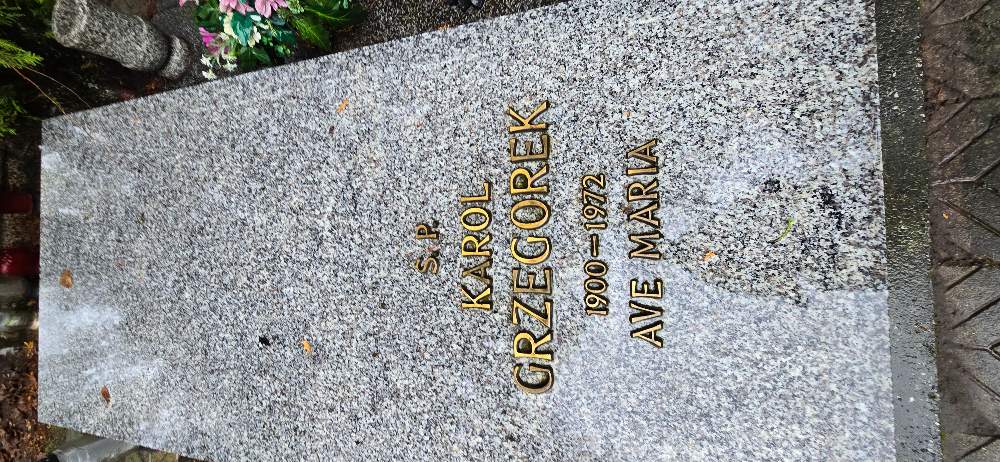 Ś. P.
KAROL
GRZEGOREK
1900-1972
AVE MARIA